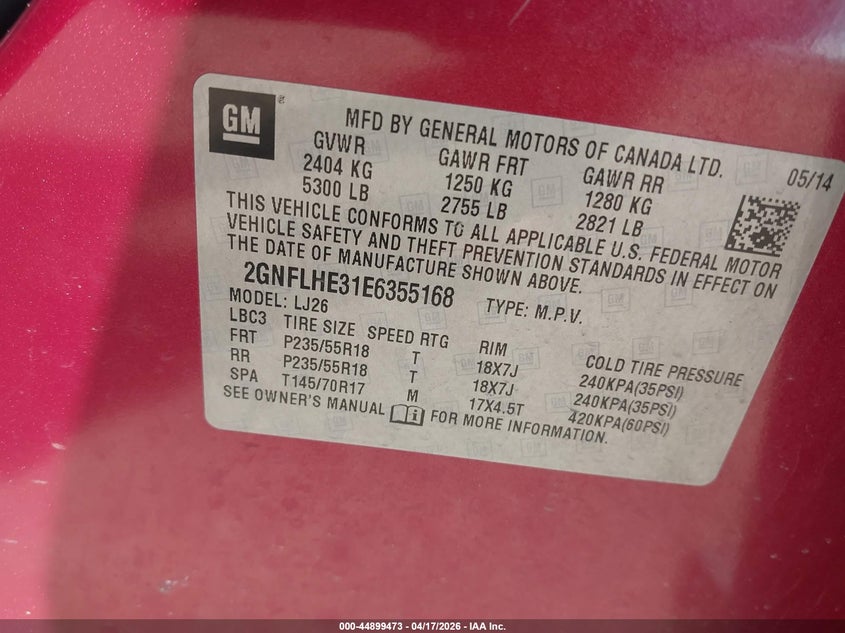 GM
MFD BY GENERAL MOTORS OF CANADA LTD.
05/14
GVWR GAWR FRT GAWR RR
2404 KG 1250 KG 1280 KG
5300 LB 2755 LB 2821 LB
THIS VEHICLE CONFORMS TO ALL APPLICABLE U.S. FEDERAL MOTOR
VEHICLE SAFETY AND THEFT PREVENTION STANDARDS IN EFFECT ON
THE DATE OF MANUFACTURE SHOWN ABOVE.
2GNFLHE31E6355168 TYPE: M.P.V.
MODEL: LJ26
LBC3 TIRE SIZE SPEED RTG RIM COLD TIRE PRESSURE
FRT P235/55R18 T 18X7J 240KPA(35PSI)
RR P235/55R18 T 18X7J 240KPA(35PSI)
SPA T145/70R17 M 17X4.5T 420KPA(60PSI)
SEE OWNER'S MANUAL FOR MORE INFORMATION.
000-44899473 - 04/17/2026 - IAA Inc.